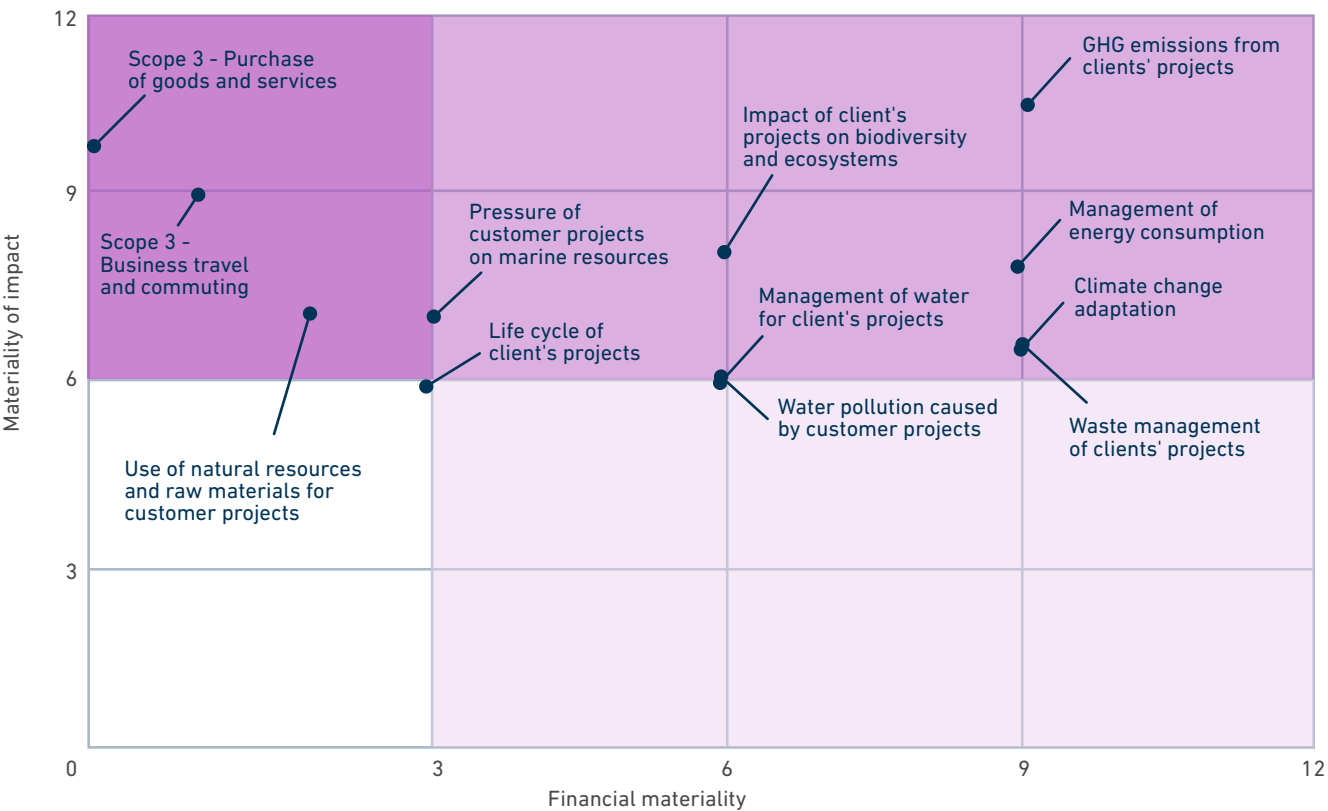 12
Scope 3 - Purchase
of goods and services
GHG emissions from
clients' projects
Impact of client's
projects on biodiversity
and ecosystems
9
Scope 3 -
Business travel
and commuting
Pressure of
customer projects
on marine resources
Management of
energy consumption
Climate change
adaptation
Management of water
for client's projects
Life cycle of
client's projects
Materiality of impact
6
Water pollution caused
by customer projects
Waste management
of clients' projects
Use of natural resources
and raw materials for
customer projects
3
0
3
6
9
12
Financial materiality